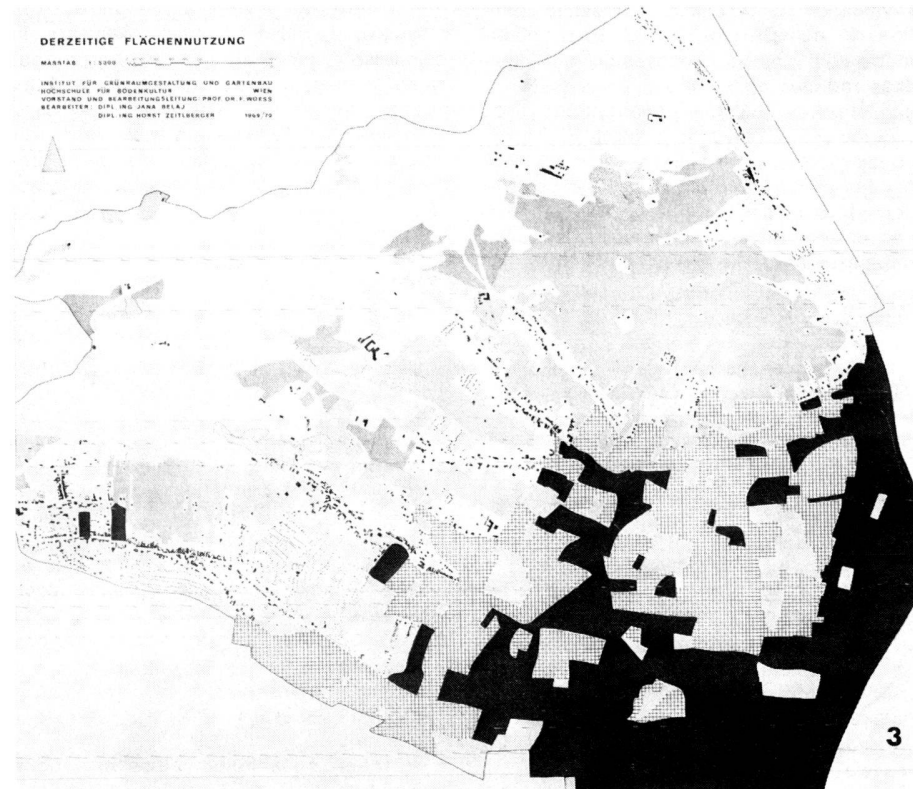 DERZEITIGE FLÄCHENNUTZUNG
MASSTAB 1:5000
INSTITUT FÜR GRÜNRAUMGESTALTUNG UND GARTENBAU
HOCHSCHULE FÜR BODENKULTUR WIEN
VORSTAND UND BEARBEITUNGSLEITUNG PROF. DR. F. WOESS
BEARBEITER: DIPL. ING. JANA BELAJ
DIPL. ING. HORST ZEITLBERGER 1969/70
3